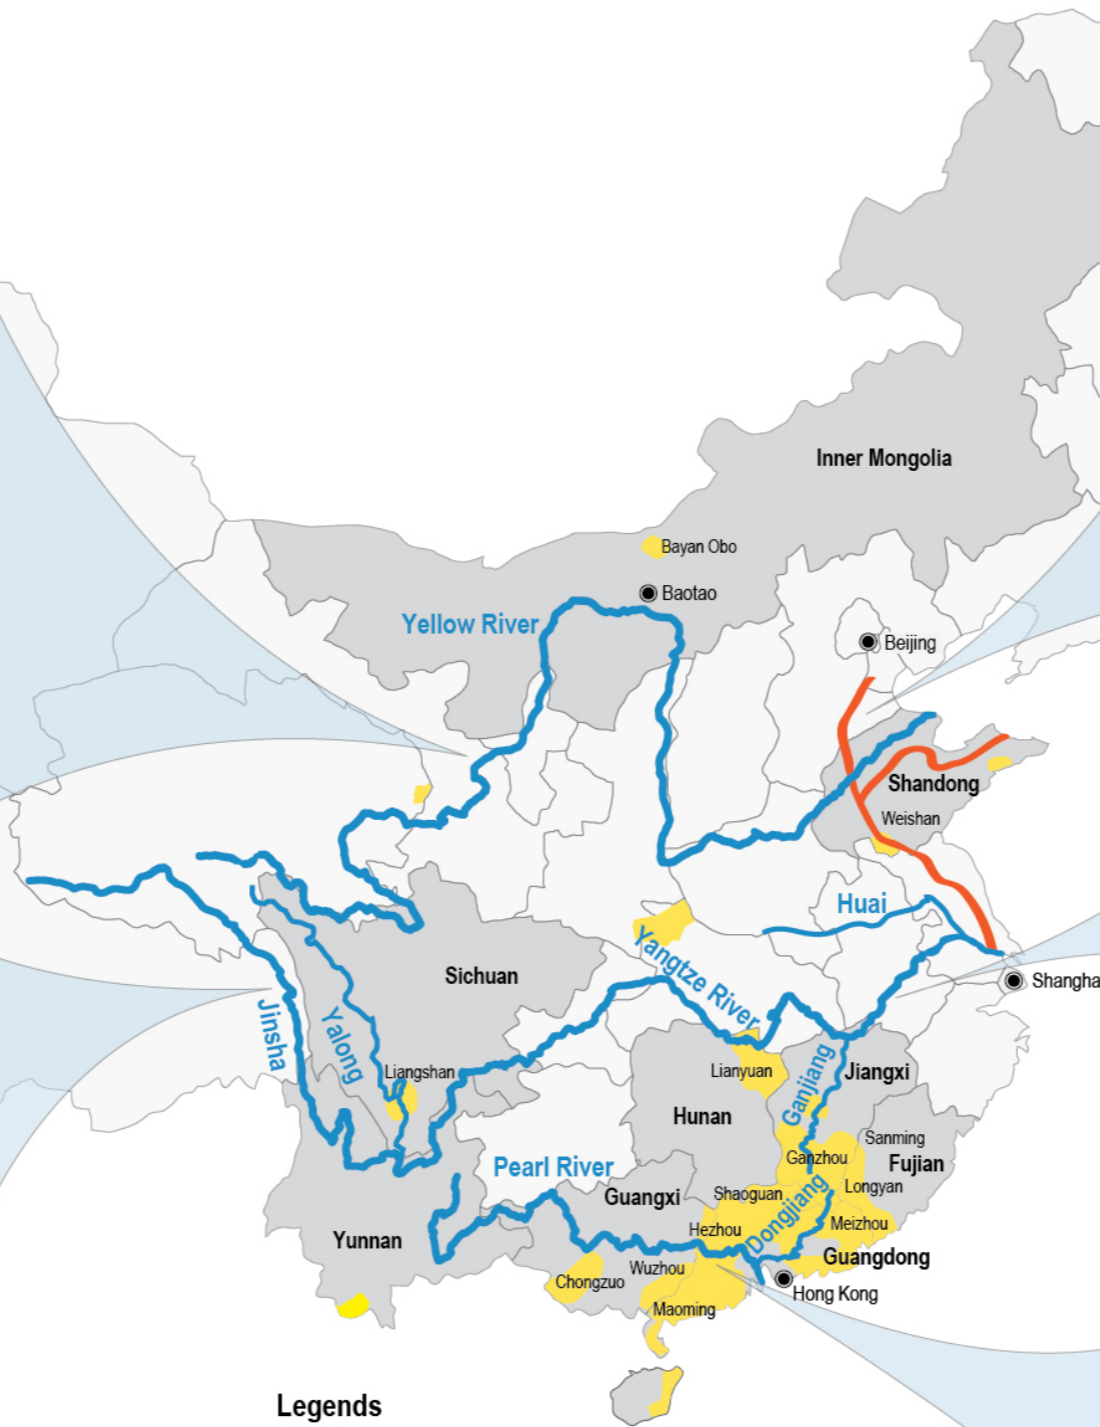 Inner Mongolia
Bayan Obo
Baotao
Yellow River
Beijing
Shandong
Weishan
Huai
Yangtze River
Sichuan
Shangha
Jinsha
Yalong
Liangshan
Lianyuan
Ganjiang
Jiangxi
Hunan
Sanming
Ganzhou
Fujian
Pearl River
Longyan
Guangxi
Shaoguan
Dongjiang
Meizhou
Hezhou
Yunnan
Guangdong
Wuzhou
Chongzuo
Hong Kong
Maoming
Legends